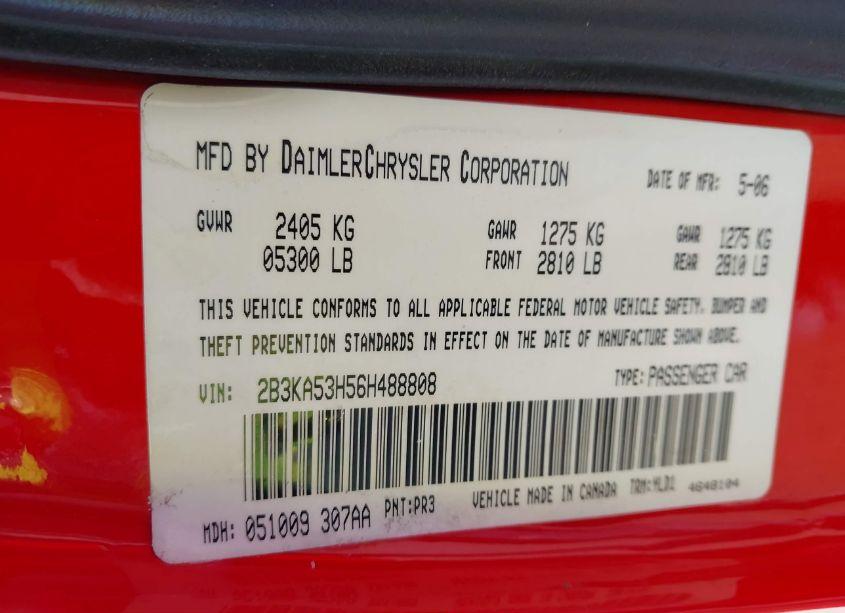 MFD BY DAIMLERCHRYSLER CORPORATION DATE OF MFR: 5-06
GVWR 2405 KG GAWR 1275 KG GAWR 1275 KG
05300 LB FRONT 2810 LB REAR 2810 LB
THIS VEHICLE CONFORMS TO ALL APPLICABLE FEDERAL MOTOR VEHICLE SAFETY, BUMPER AND
THEFT PREVENTION STANDARDS IN EFFECT ON THE DATE OF MANUFACTURE SHOWN ABOVE.
VIN: 2B3KA53H56H488808 TYPE: PASSENGER CAR
MDH: 051009 307AA PNT:PR3 VEHICLE MADE IN CANADA TRM:MLD1 4648104